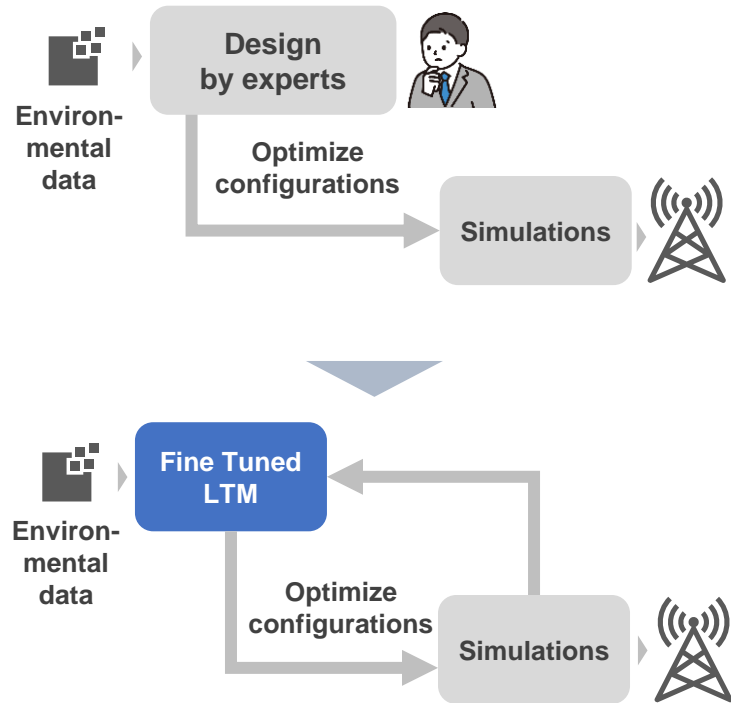 Design
by experts
Environ-
mental
data
Optimize
configurations
Simulations
Fine Tuned
LTM
Environ-
mental
data
Optimize
configurations
Simulations